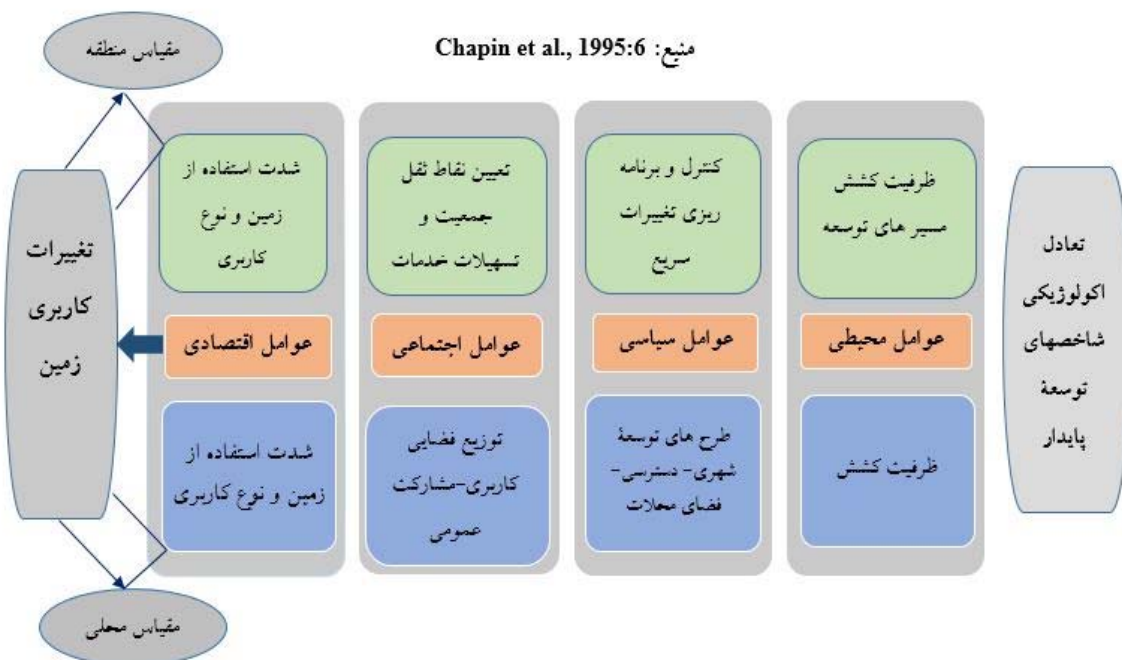 مقیاس منطقه
منبع: Chapin et al., 1995:6
ظرفیت کشش
مسیر های توسعه
کنترل و برنامه
ریزی تغییرات
سریع
تعیین نقاط ثقل
جمعیت و
تسهیلات خدمات
شدت استفاده از
زمین و نوع
کاربری
تعادل
اکولوژیکی
شاخصهای
توسعۀ
پایدار
تغییرات
کاربری
زمین
عوامل محیطی
عوامل سیاسی
عوامل اجتماعی
عوامل اقتصادی
ظرفیت کشش
طرح های توسعۀ
شهری- دسترسی-
فضای محلات
توزیع فضایی
کاربری-مشارکت
عمومی
شدت استفاده از
زمین و نوع کاربری
مقیاس محلی